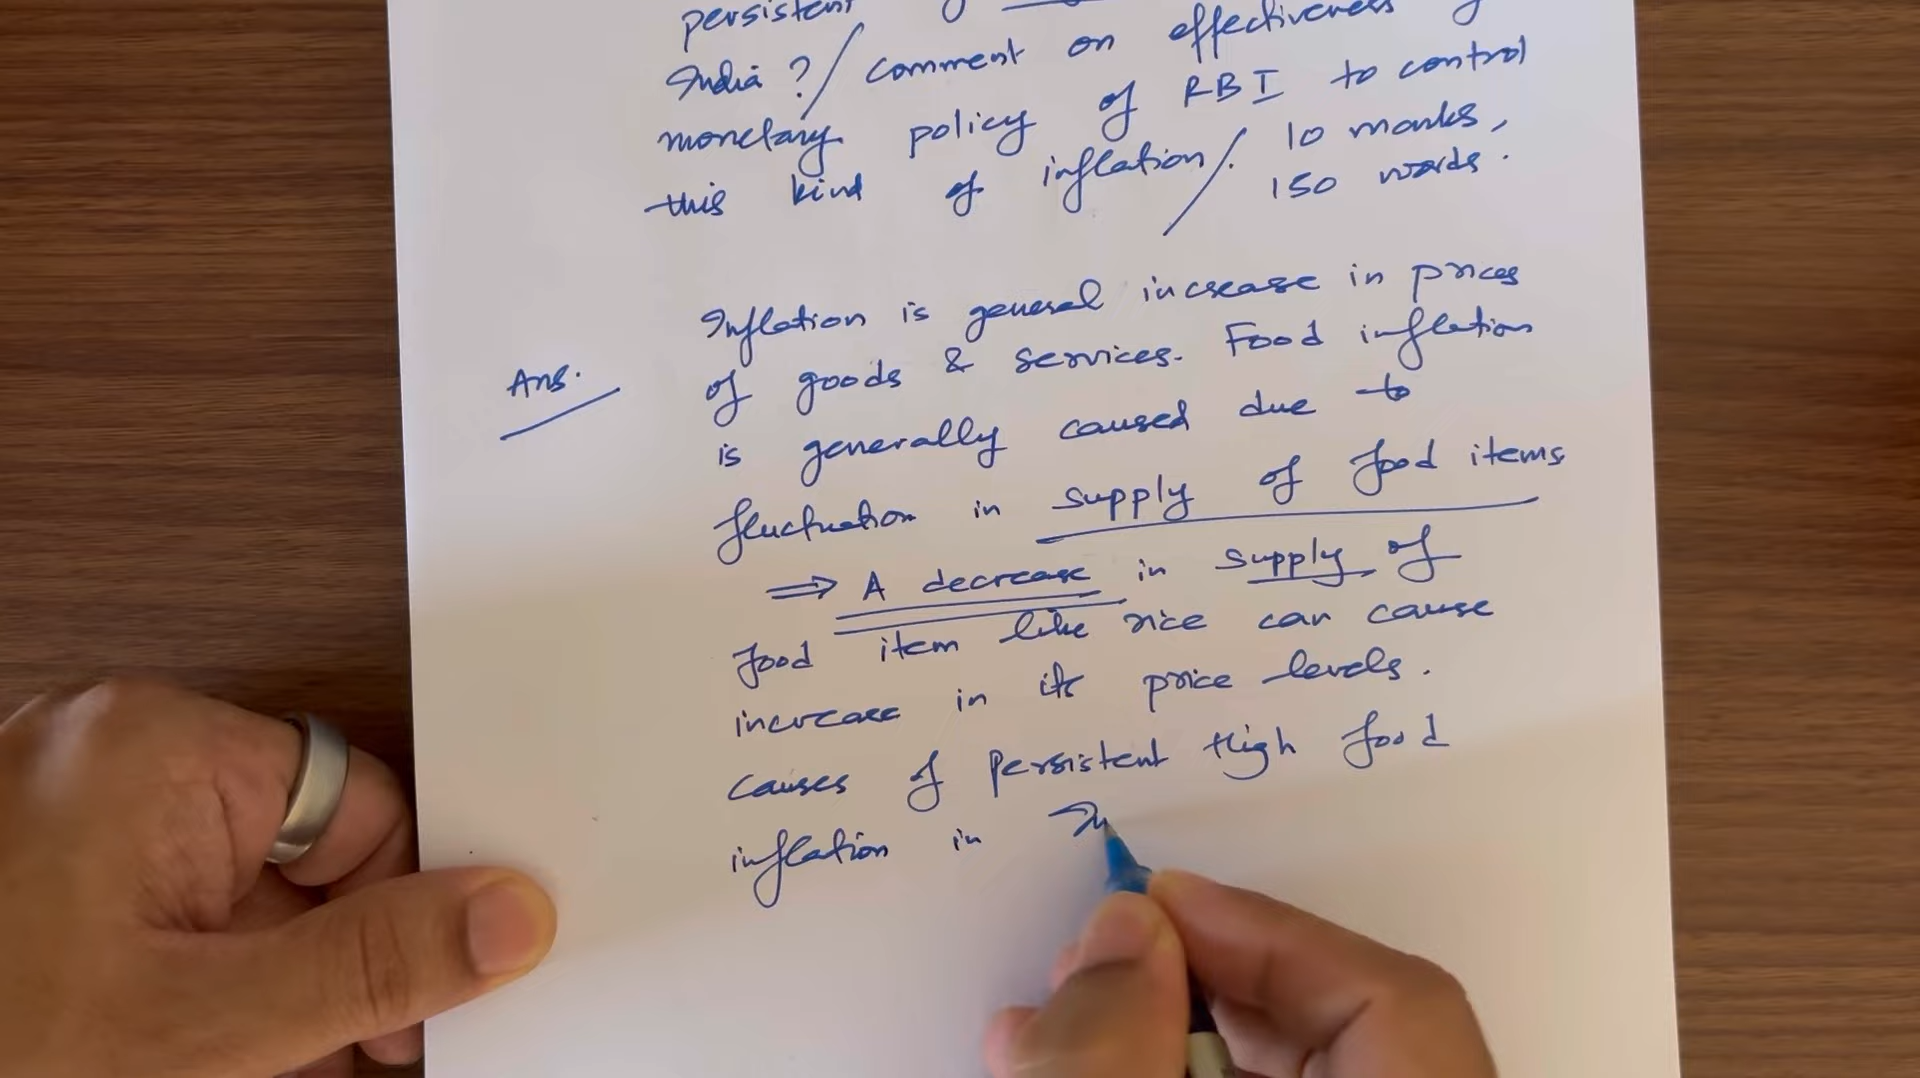 persistent
India ? / comment on effectiveness
monetary policy of RBI to control
this kind of inflation /. 10 marks,
150 words.
Ans.
Inflation is general increase in prices
of goods & services. Food inflation
is generally caused due to
fluctuation in supply of food items
⇒ A decrease in supply of
food item like rice can cause
increase in its price levels.
causes of persistent High food
inflation in In